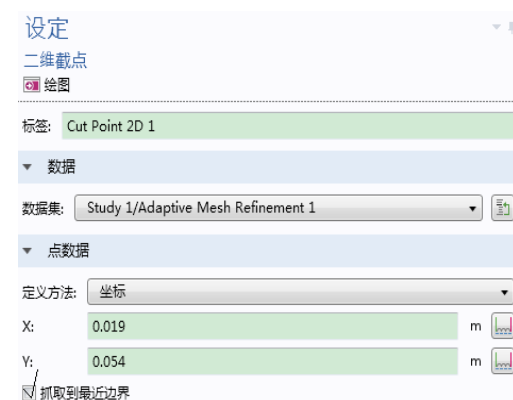 设定
二维截点
绘图
标签: Cut Point 2D 1
数据
数据集: Study 1/Adaptive Mesh Refinement 1
点数据
定义方法: 坐标
X: 0.019 m
Y: 0.054 m
抓取到最近边界